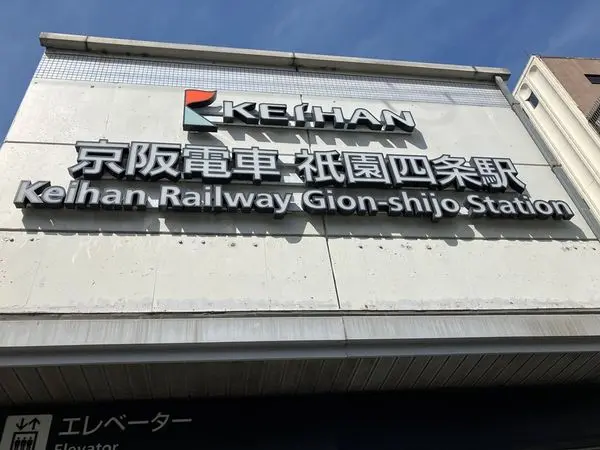 KEIHAN
京阪電車 祇園四条駅
Keihan Railway Gion-shijo Station
エレベーター
Elevator